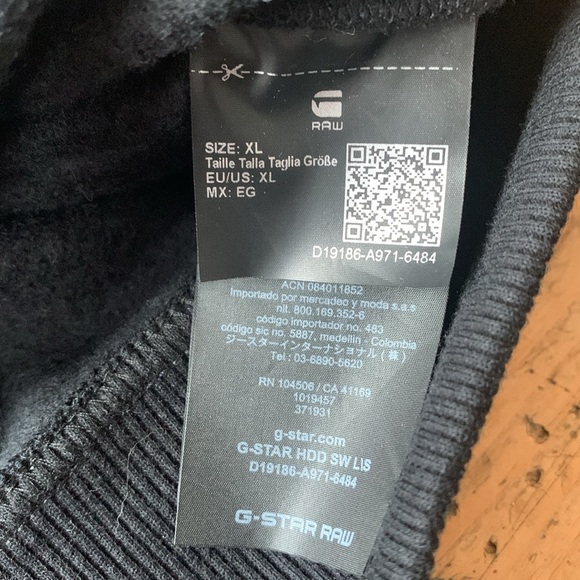 RAW
SIZE: XL
Taille Talla Taglia Größe
EU/US: XL
MX: EG
D19186-A971-6484
ACN 084011852
Importado por mercadeo y moda s.a.s
nit. 800.169.352-6
código importador no. 483
código sic no. 5887, medellin - Colombia
ジースターインターナショナル (株)
Tel : 03-6890-5620
RN 104506 / CA 41169
1019457
371931
g-star.com
G-STAR HDD SW L\S
D19186-A971-6484
G-STAR RAW